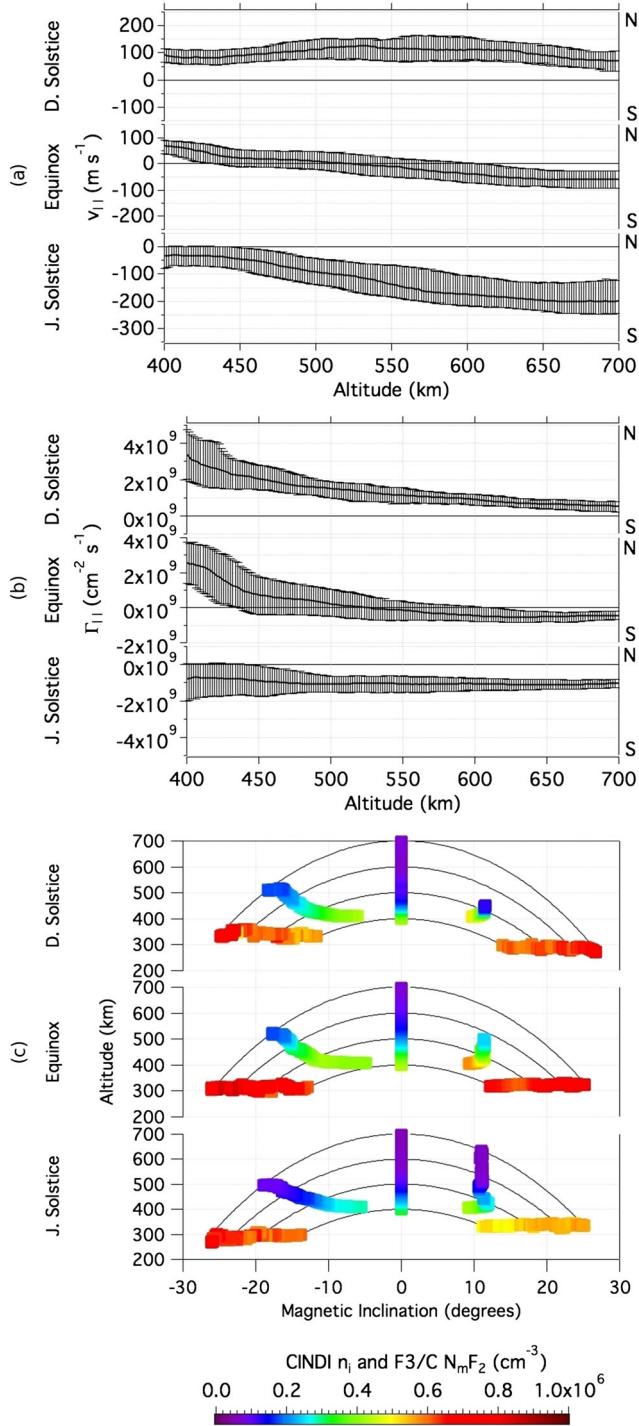 (a)
D. Solstice
200
100
0
-100
N
S
Equinox
v|| (m s⁻¹)
100
0
-100
-200
N
S
J. Solstice
0
-100
-200
-300
N
S
400 450 500 550 600 650 700
Altitude (km)
(b)
D. Solstice
4x10⁹
2x10⁹
0x10⁹
N
S
Equinox
Γ|| (cm⁻² s⁻¹)
4x10⁹
2x10⁹
0x10⁹
-2x10⁹
N
S
J. Solstice
0x10⁹
-2x10⁹
-4x10⁹
N
S
400 450 500 550 600 650 700
Altitude (km)
(c)
D. Solstice
700
600
500
400
300
200
Equinox
Altitude (km)
700
600
500
400
300
200
J. Solstice
700
600
500
400
300
200
-30 -20 -10 0 10 20 30
Magnetic Inclination (degrees)
CINDI nᵢ and F3/C NₘF₂ (cm⁻³)
0.0 0.2 0.4 0.6 0.8 1.0x10⁶